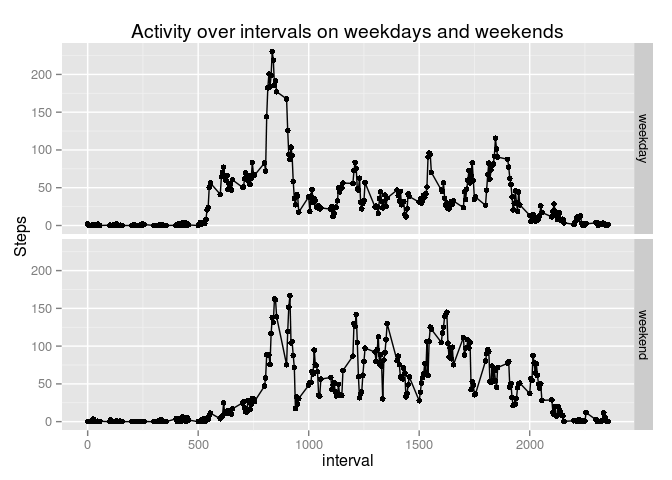 Activity over intervals on weekdays and weekends
200
150
100
50
0
weekday
Steps
200
150
100
50
0
weekend
0 500 1000 1500 2000
interval